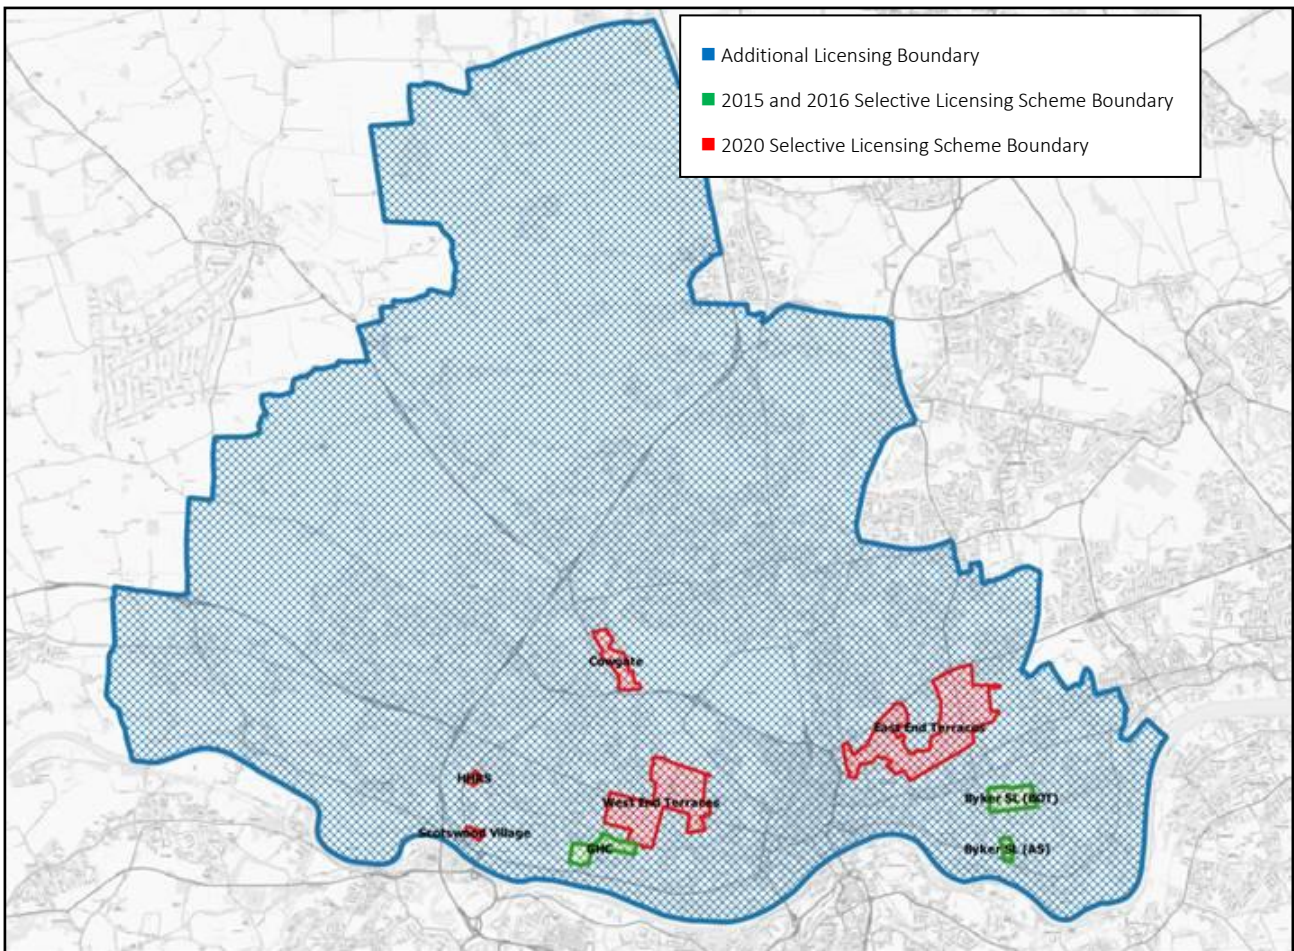 Additional Licensing Boundary
2015 and 2016 Selective Licensing Scheme Boundary
2020 Selective Licensing Scheme Boundary
Cowgate
East End Terraces
HHAS
West End Terraces
Byker SL (BOT)
Scotswood Village
GHC
Byker SL (AS)